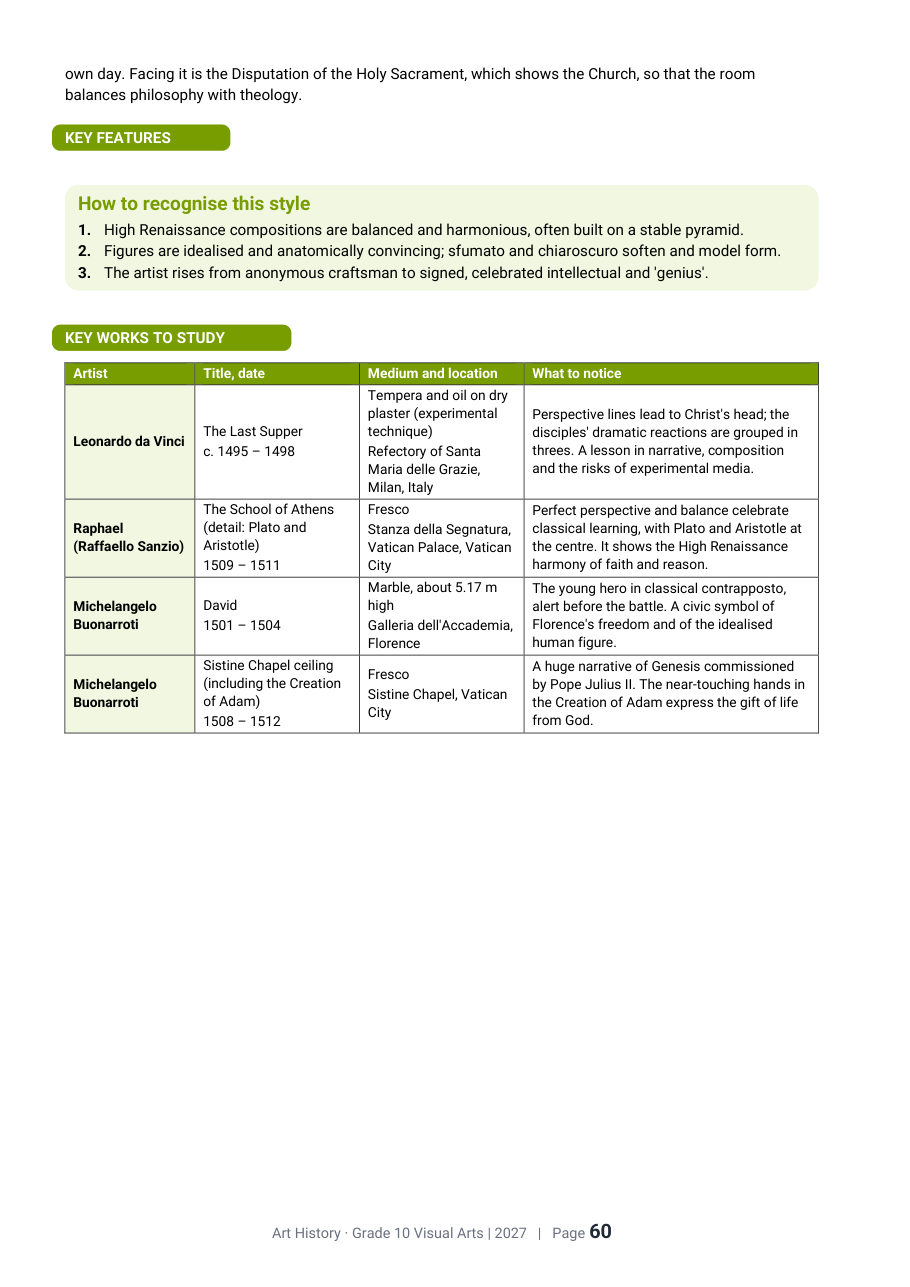 own day. Facing it is the Disputation of the Holy Sacrament, which shows the Church, so that the room
balances philosophy with theology.
KEY FEATURES
How to recognise this style
1. High Renaissance compositions are balanced and harmonious, often built on a stable pyramid.
2. Figures are idealised and anatomically convincing; sfumato and chiaroscuro soften and model form.
3. The artist rises from anonymous craftsman to signed, celebrated intellectual and 'genius'.
KEY WORKS TO STUDY
Artist
Title, date
Medium and location
What to notice
Leonardo da Vinci
The Last Supper
c. 1495 – 1498
Tempera and oil on dry
plaster (experimental
technique)
Refectory of Santa
Maria delle Grazie,
Milan, Italy
Perspective lines lead to Christ's head; the
disciples' dramatic reactions are grouped in
threes. A lesson in narrative, composition
and the risks of experimental media.
Raphael
(Raffaello Sanzio)
The School of Athens
(detail: Plato and
Aristotle)
1509 – 1511
Fresco
Stanza della Segnatura,
Vatican Palace, Vatican
City
Perfect perspective and balance celebrate
classical learning, with Plato and Aristotle at
the centre. It shows the High Renaissance
harmony of faith and reason.
Michelangelo
Buonarroti
David
1501 – 1504
Marble, about 5.17 m
high
Galleria dell'Accademia,
Florence
The young hero in classical contrapposto,
alert before the battle. A civic symbol of
Florence's freedom and of the idealised
human figure.
Michelangelo
Buonarroti
Sistine Chapel ceiling
(including the Creation
of Adam)
1508 – 1512
Fresco
Sistine Chapel, Vatican
City
A huge narrative of Genesis commissioned
by Pope Julius II. The near-touching hands in
the Creation of Adam express the gift of life
from God.
Art History · Grade 10 Visual Arts | 2027 | Page 60